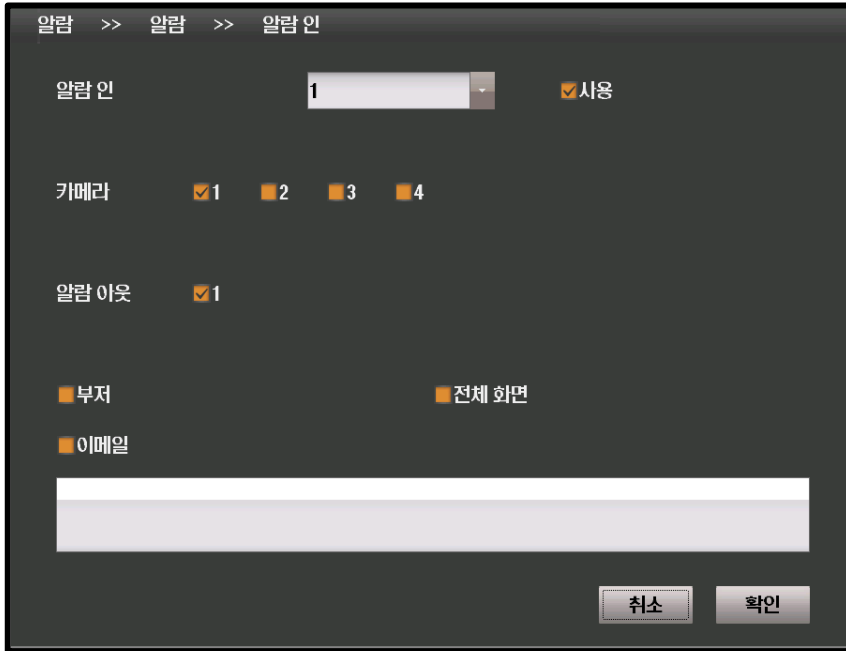 알람 >> 알람 >> 알람 인
알람 인 1 사용
카메라 1 2 3 4
알람 아웃 1
부저 전체 화면
이메일
취소 확인